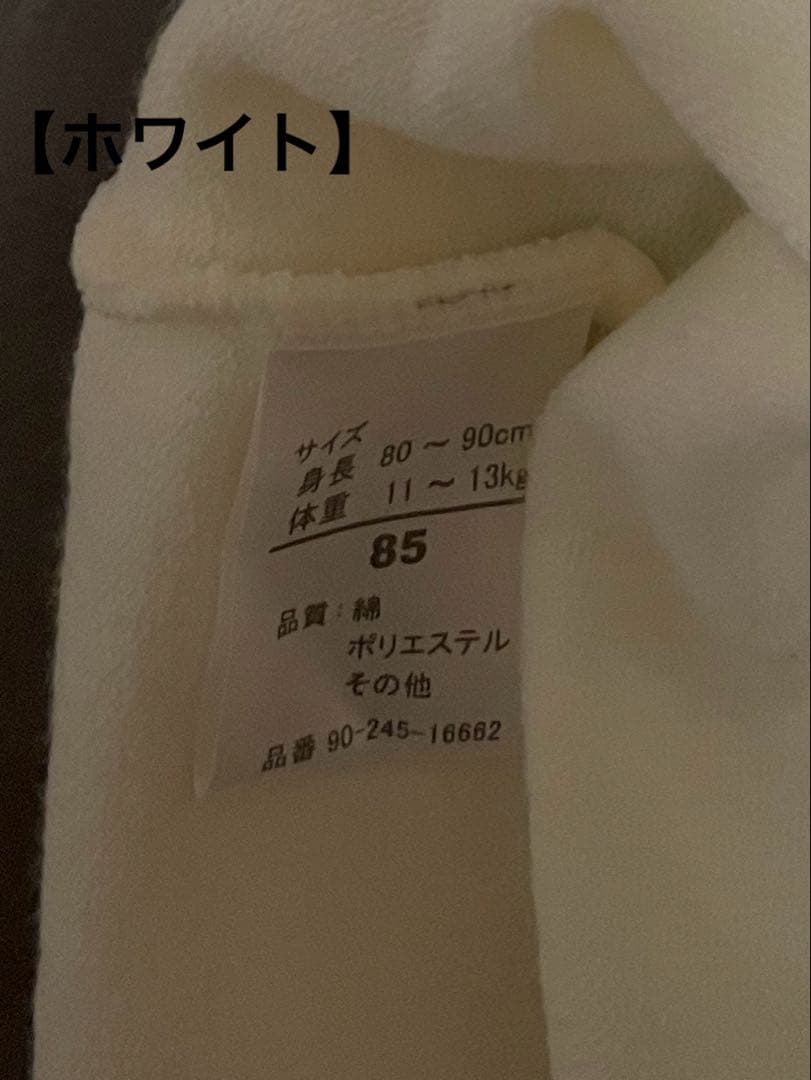 【ホワイト】
サイズ
身長 80～90cm
体重 11～13kg
85
品質：綿
ポリエステル
その他
品番 90-245-16662